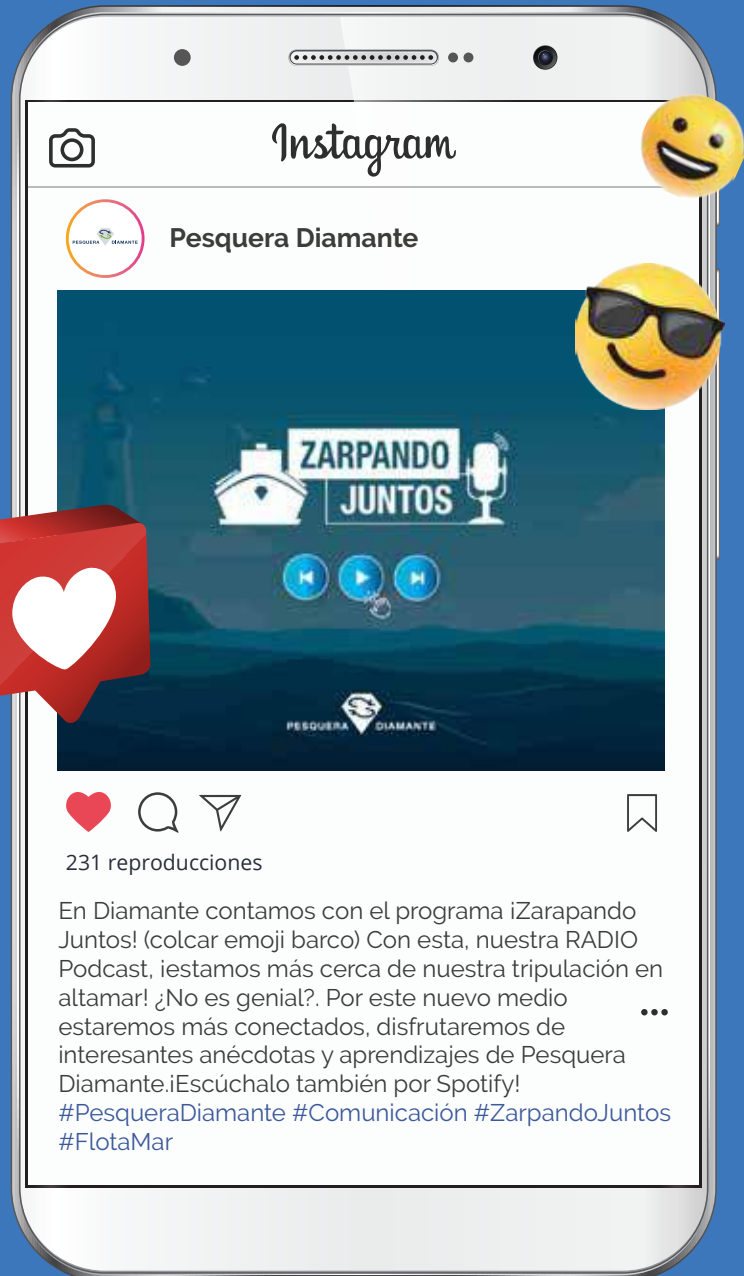 Instagram
PESQUERA DIAMANTE
Pesquera Diamante
ZARPANDO
JUNTOS
PESQUERA DIAMANTE
231 reproducciones
En Diamante contamos con el programa ¡Zarapando
Juntos! (colcar emoji barco) Con esta, nuestra RADIO
Podcast, ¡estamos más cerca de nuestra tripulación en
altamar! ¿No es genial?. Por este nuevo medio
estaremos más conectados, disfrutaremos de
interesantes anécdotas y aprendizajes de Pesquera
Diamante.¡Escúchalo también por Spotify!
#PesqueraDiamante #Comunicación #ZarpandoJuntos
#FlotaMar